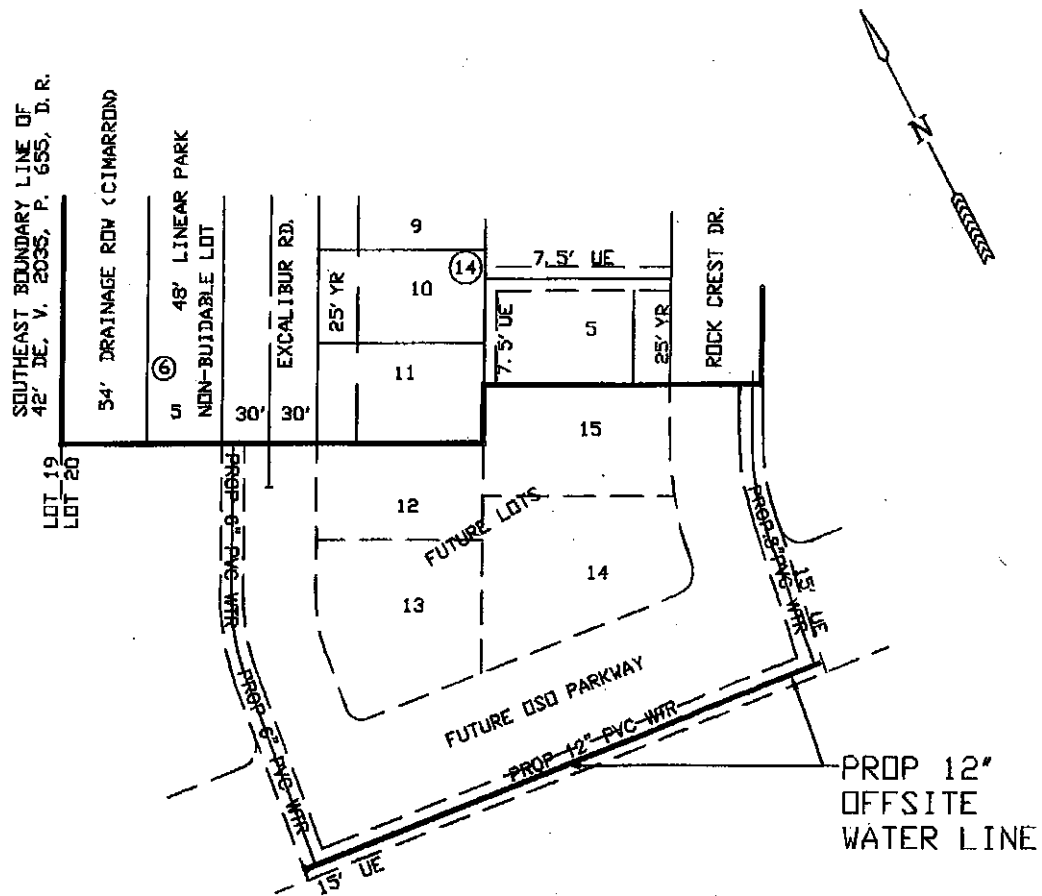 SOUTHEAST BOUNDARY LINE OF
42' DE, V. 2035, P. 655, D.R.
54' DRAINAGE ROW (CIMARRON)
6
5
48' LINEAR PARK
NON-BUIDABLE LOT
EXCALIBUR RD.
30'
30'
25' YR
9
14
10
11
7.5' UE
7.5' UE
5
25' YR
ROCK CREST DR.
N
LOT 19
LOT 20
PROP 6" PVC WTR
PROP 6" PVC WTR
12
13
FUTURE LOTS
15
14
PROP.8"PVC WTR
15' UE
FUTURE OSO PARKWAY
PROP 12" PVC WTR
15' UE
PROP 12"
OFFSITE
WATER LINE